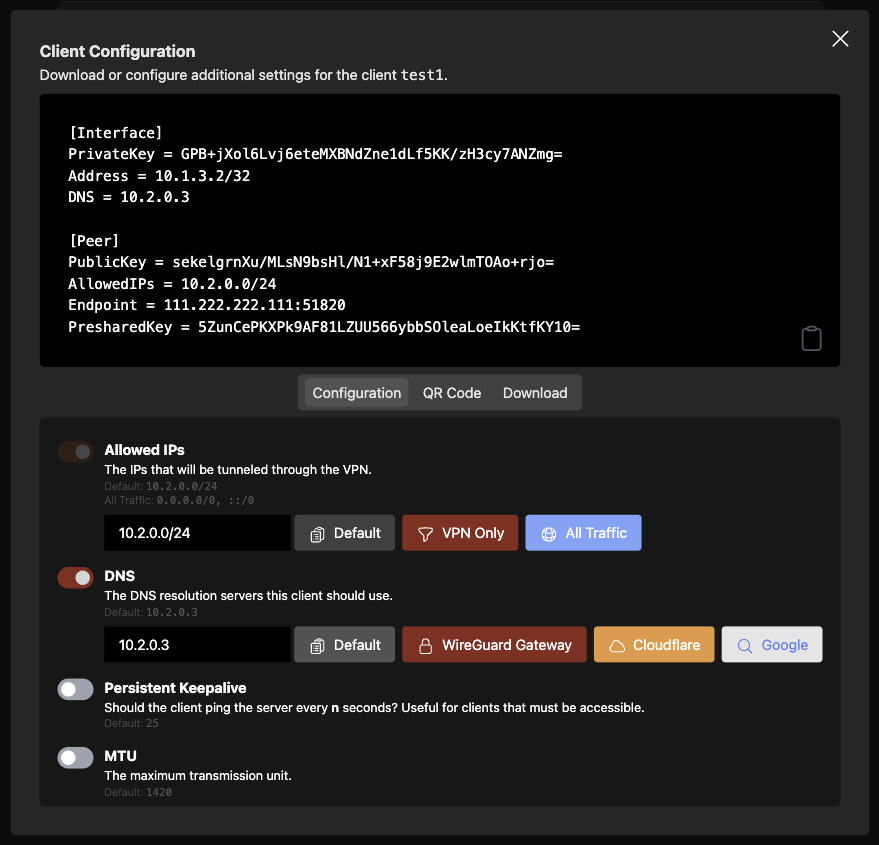 Client Configuration
Download or configure additional settings for the client test1.
[Interface]
PrivateKey = GPB+jXol6Lvj6eteMXBNdZne1dLf5KK/zH3cy7ANZmg=
Address = 10.1.3.2/32
DNS = 10.2.0.3
[Peer]
PublicKey = sekelgrnXu/MLsN9bsHl/N1+xF58j9E2wlmTOAo+rjo=
AllowedIPs = 10.2.0.0/24
Endpoint = 111.222.222.111:51820
PresharedKey = 5ZunCePKXPk9AF81LZUU566ybbSOleaLoeIkKtfKY10=
Configuration QR Code Download
Allowed IPs
The IPs that will be tunneled through the VPN.
Default: 10.2.0.0/24
All Traffic: 0.0.0.0/0, ::/0
10.2.0.0/24 Default VPN Only All Traffic
DNS
The DNS resolution servers this client should use.
Default: 10.2.0.3
10.2.0.3 Default WireGuard Gateway Cloudflare Google
Persistent Keepalive
Should the client ping the server every n seconds? Useful for clients that must be accessible.
Default: 25
MTU
The maximum transmission unit.
Default: 1420